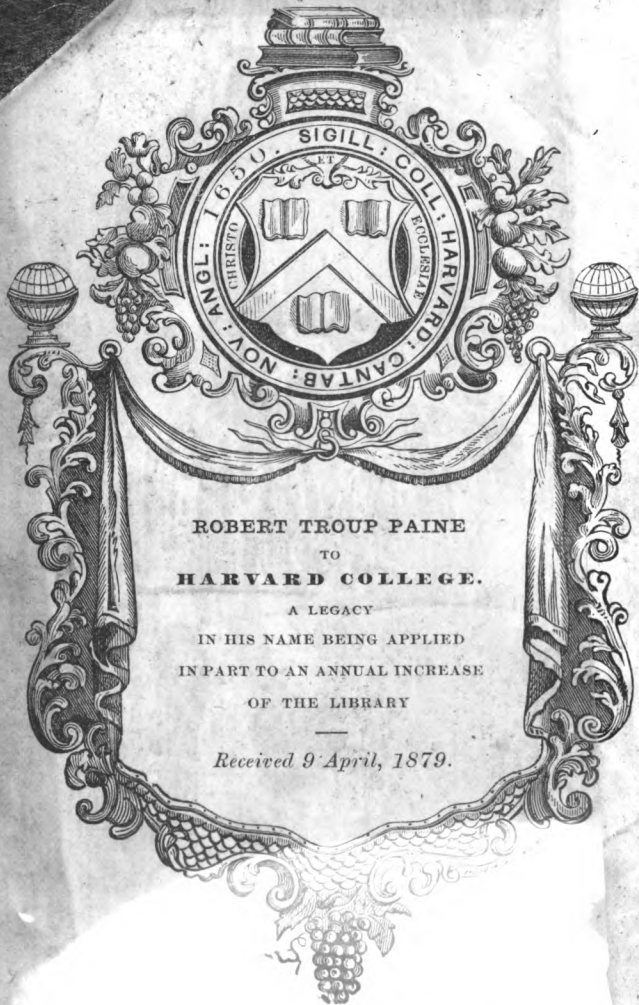 SIGILL: COLL: HARVARD: CANTAB: NOV: ANGL: 1650.
ET
CHRISTO
ECCLESIAE
ROBERT TROUP PAINE
TO
HARVARD COLLEGE.
A LEGACY
IN HIS NAME BEING APPLIED
IN PART TO AN ANNUAL INCREASE
OF THE LIBRARY
Received 9 April, 1879.